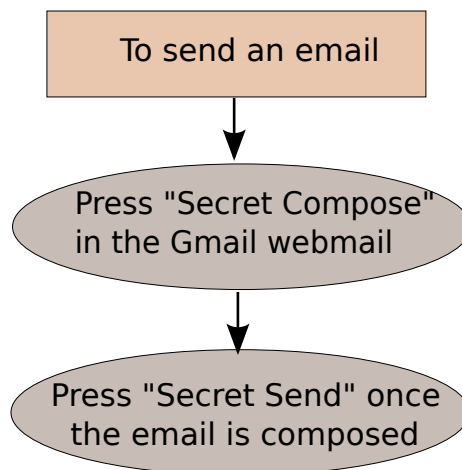 To send an email
Press "Secret Compose"
in the Gmail webmail
Press "Secret Send" once
the email is composed